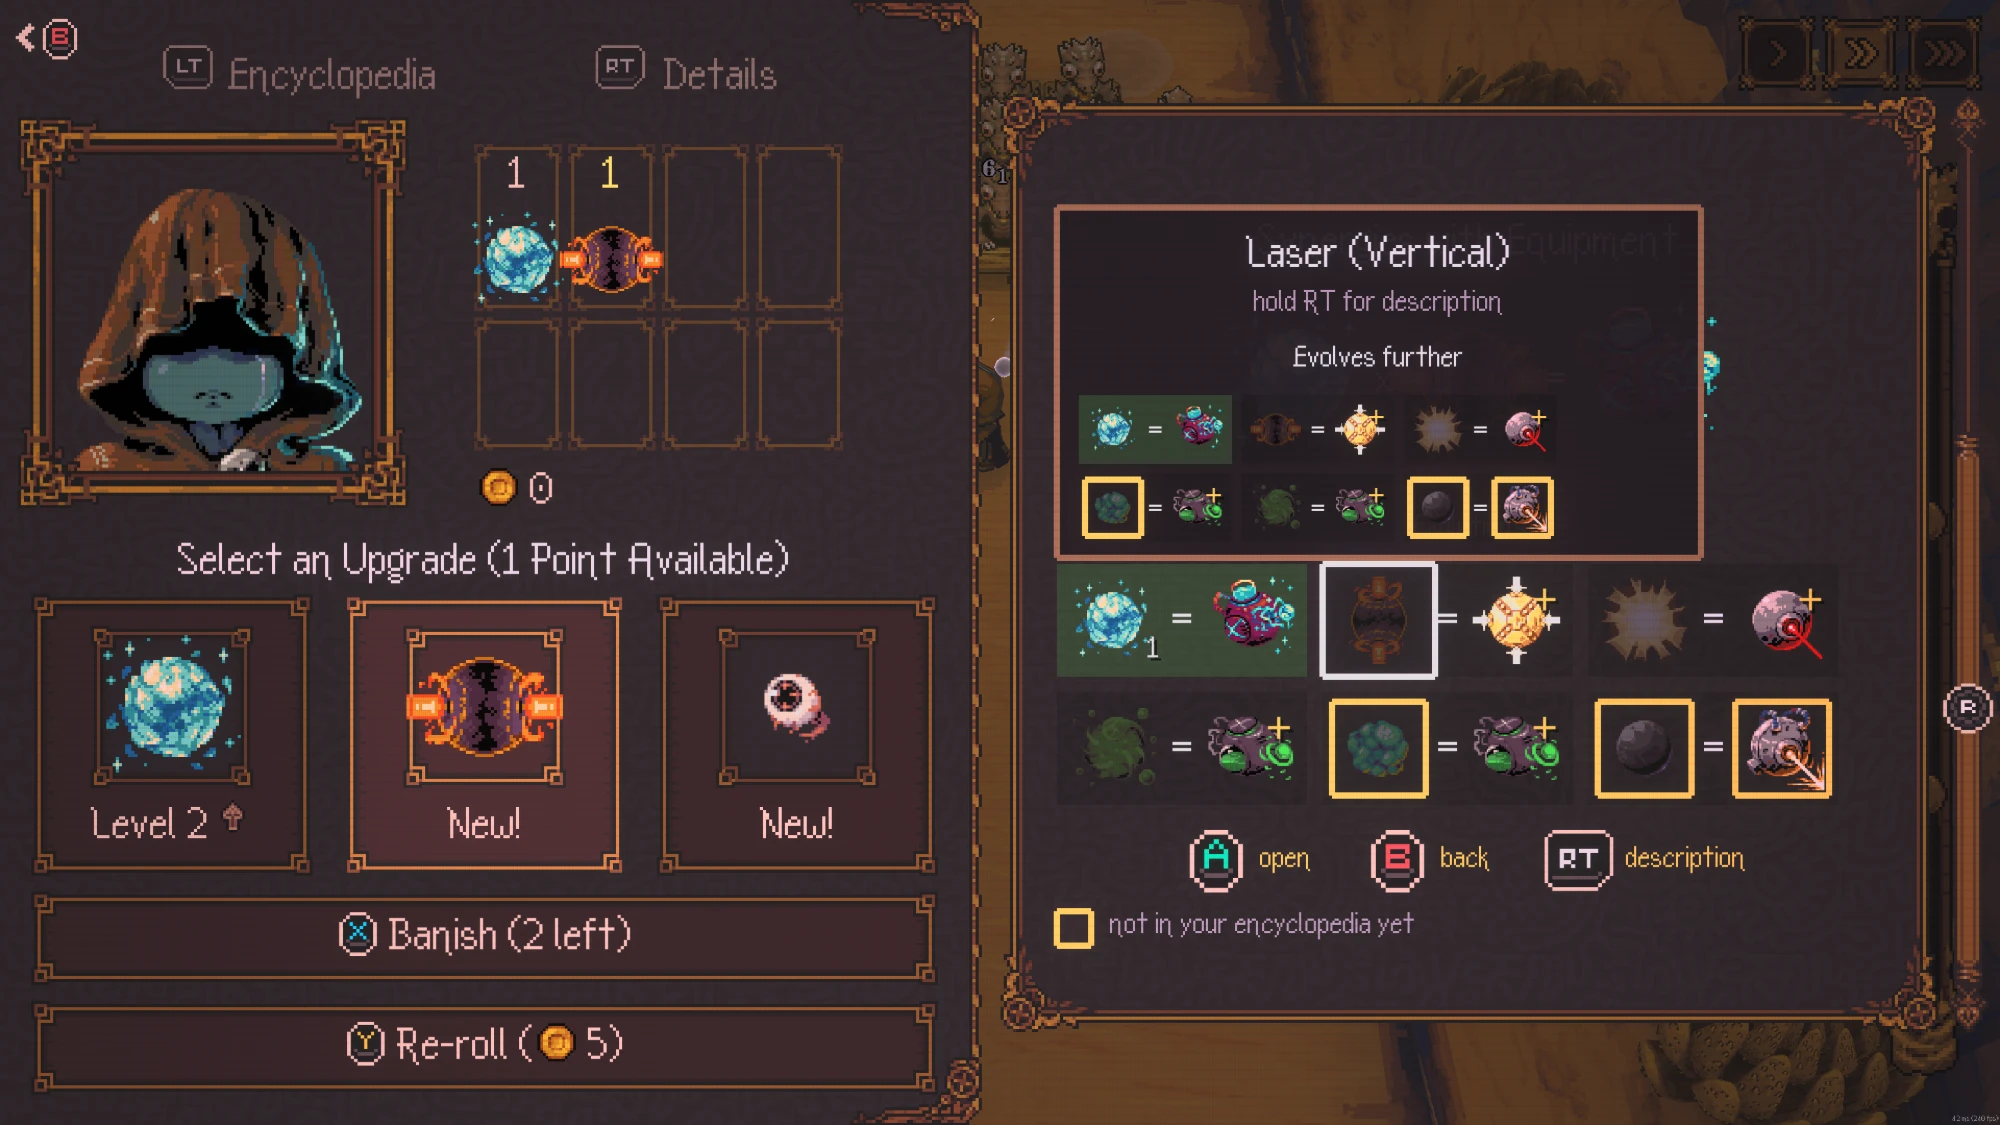 B
LT Encyclopedia
RT Details
1 1
0
Select an Upgrade (1 Point Available)
Level 2
New!
New!
X Banish (2 left)
Y Re-roll ( 5)
61
Laser (Vertical)
hold RT for description
Evolves further
= = =
= = =
1 = = =
= = =
A open B back RT description
not in your encyclopedia yet
R